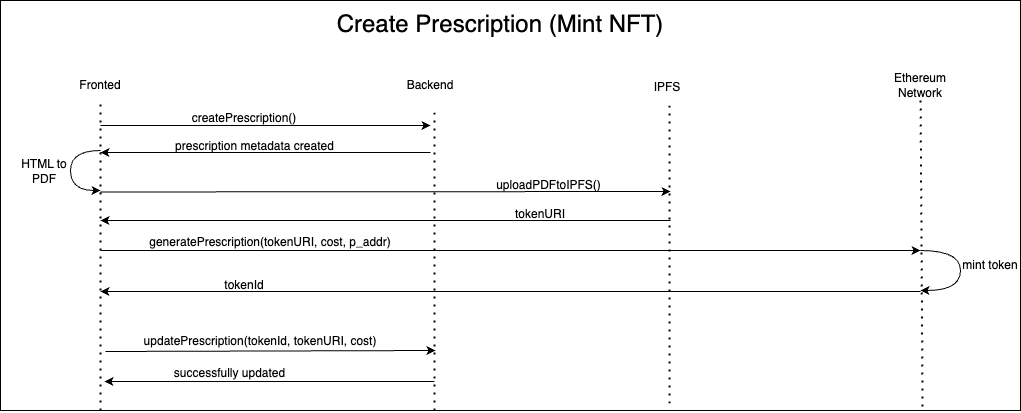 Create Prescription (Mint NFT)
Fronted
Backend
IPFS
Ethereum
Network
createPrescription()
prescription metadata created
HTML to
PDF
uploadPDFtoIPFS()
tokenURI
generatePrescription(tokenURI, cost, p_addr)
mint token
tokenId
updatePrescription(tokenId, tokenURI, cost)
successfully updated